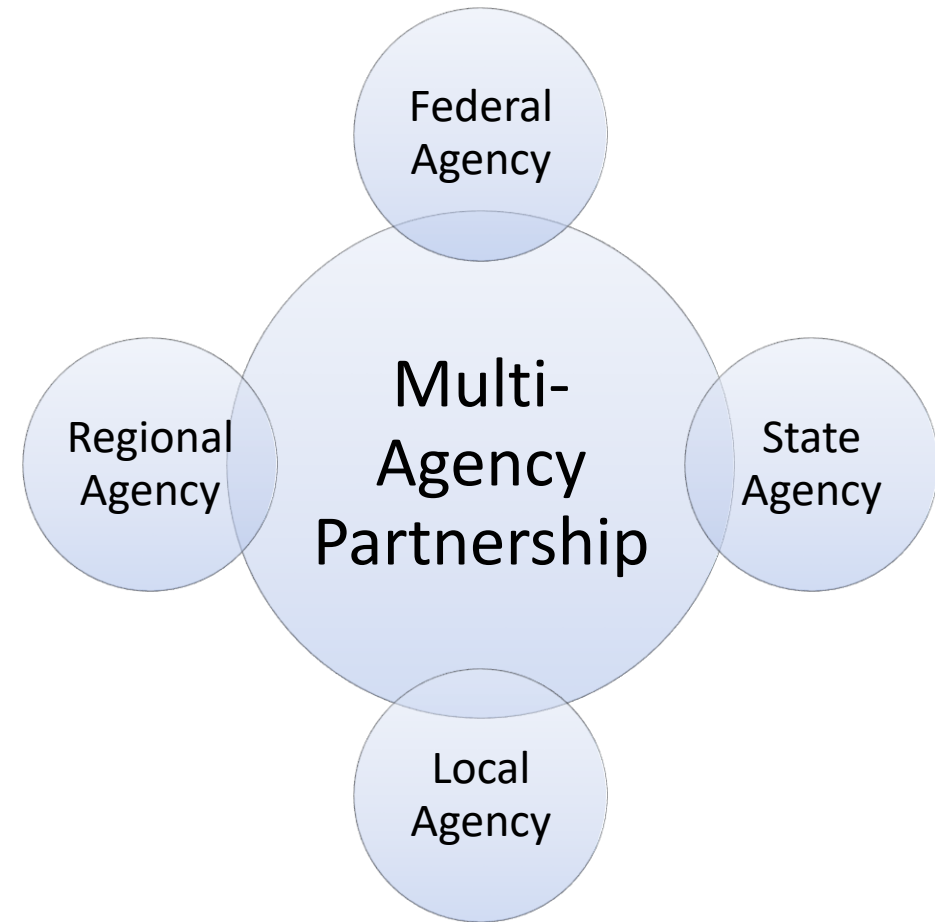 Federal
Agency
Multi-
Agency
Partnership
Regional
Agency
State
Agency
Local
Agency